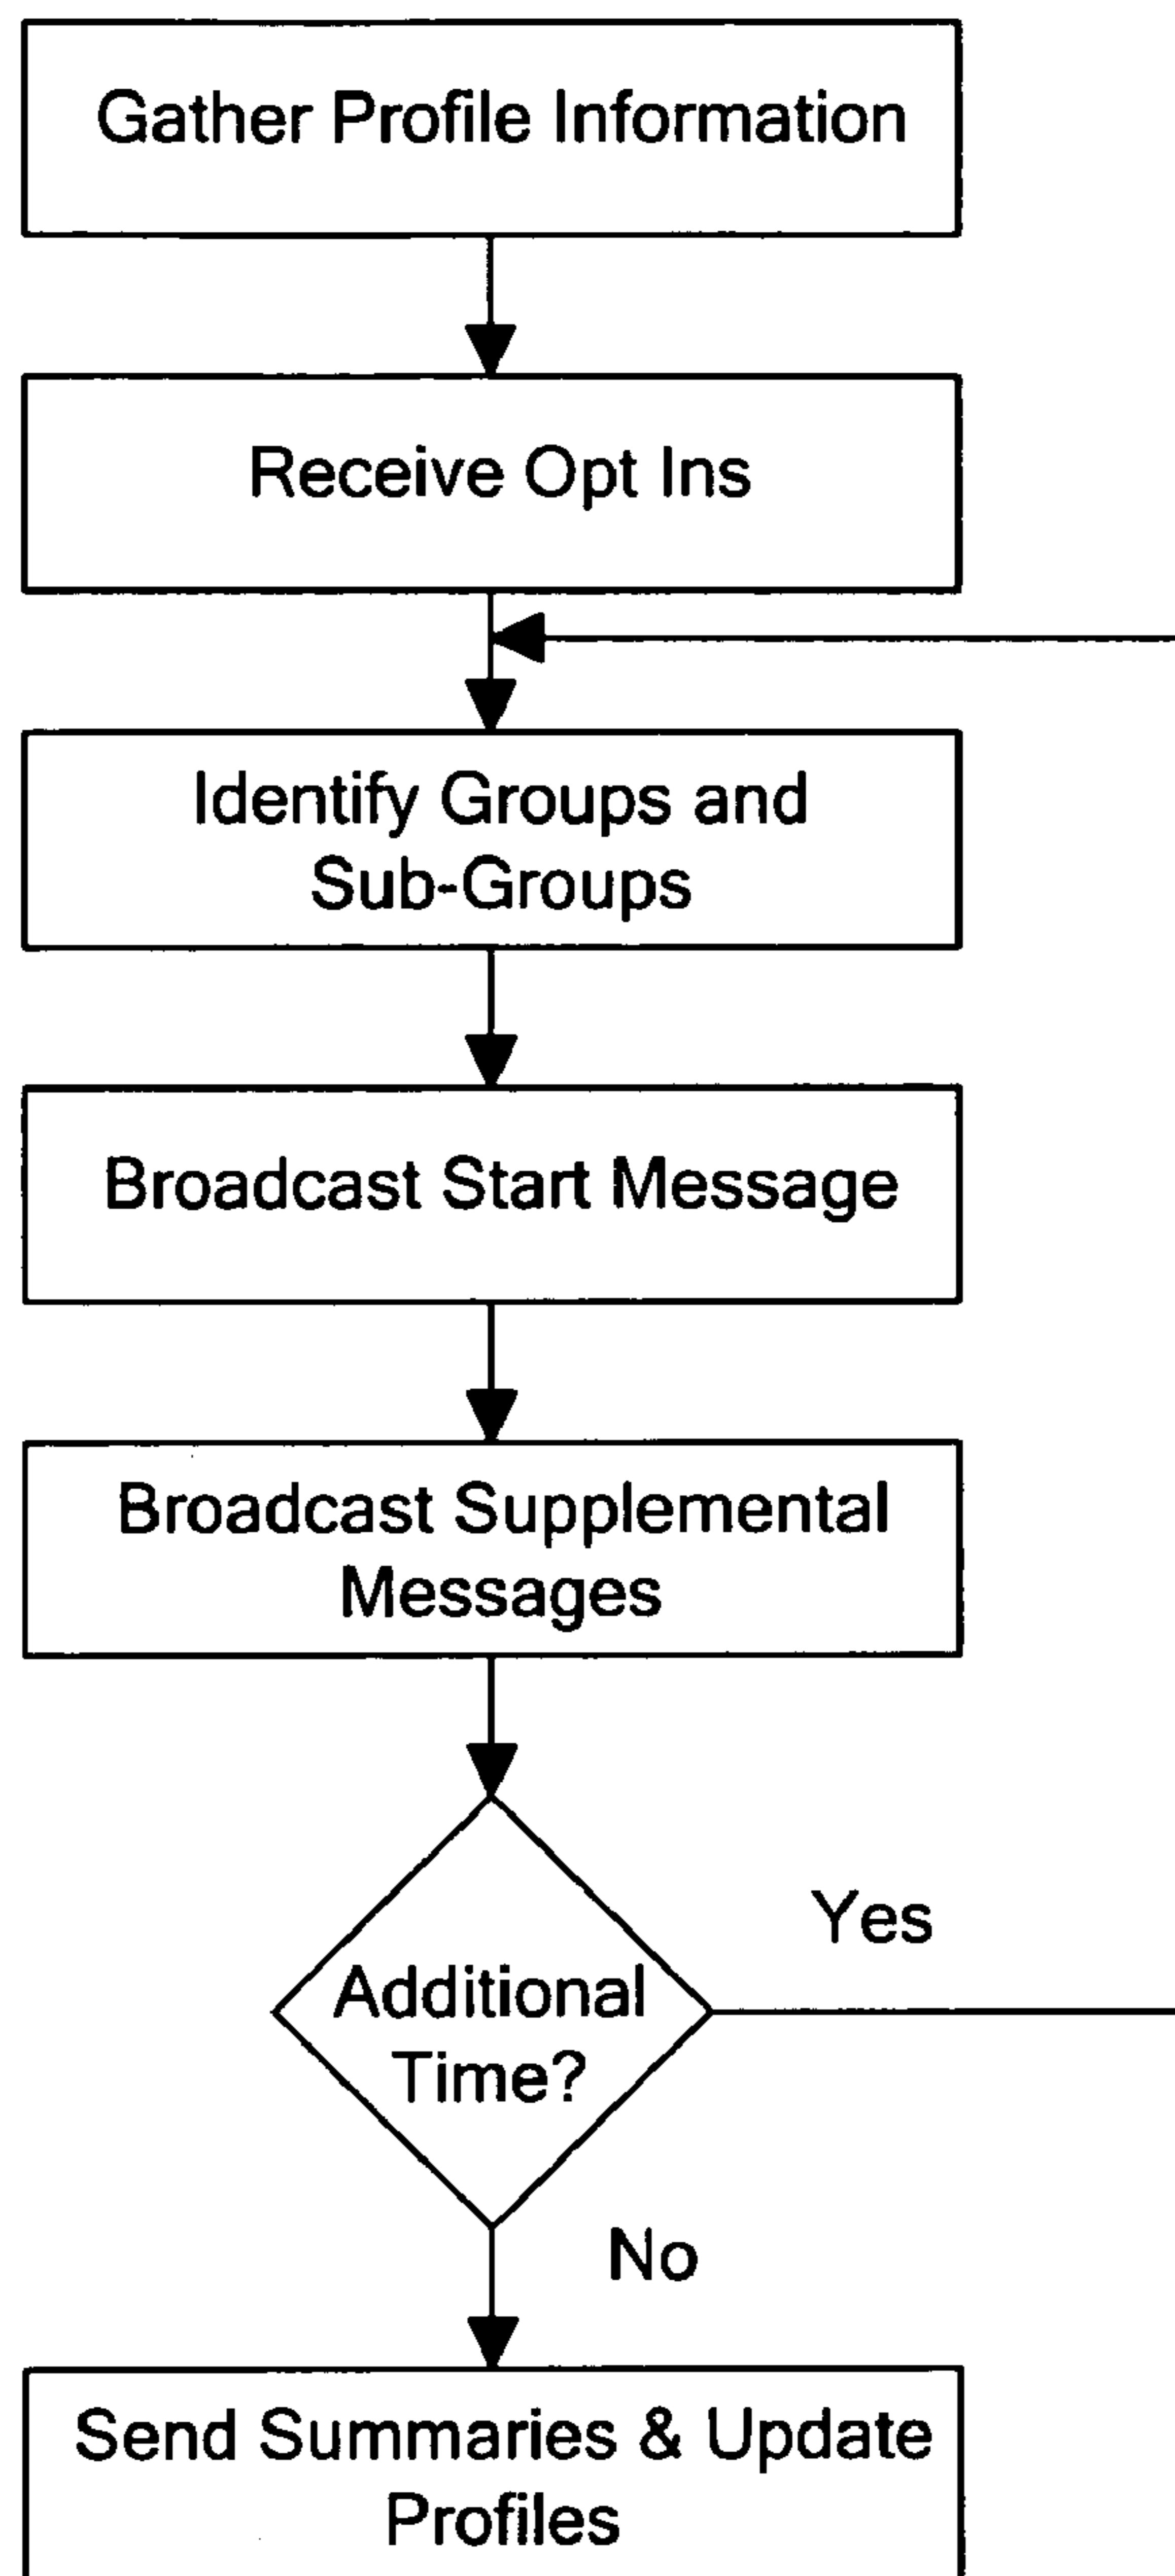 Gather Profile Information
Receive Opt Ins
Identify Groups and
Sub-Groups
Broadcast Start Message
Broadcast Supplemental
Messages
Yes
Additional
Time?
No
Send Summaries & Update
Profiles